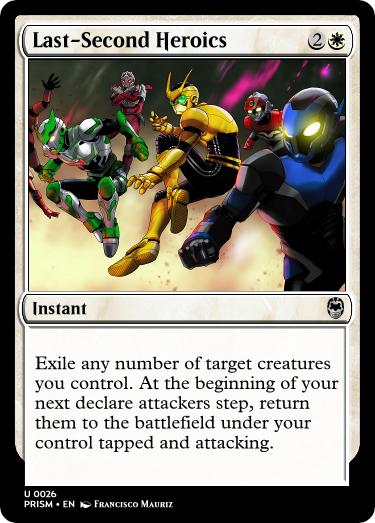 Last-Second Heroics 2
Instant
Exile any number of target creatures
you control. At the beginning of your
next declare attackers step, return
them to the battlefield under your
control tapped and attacking.
U 0026
PRISM • EN Francisco Mauriz